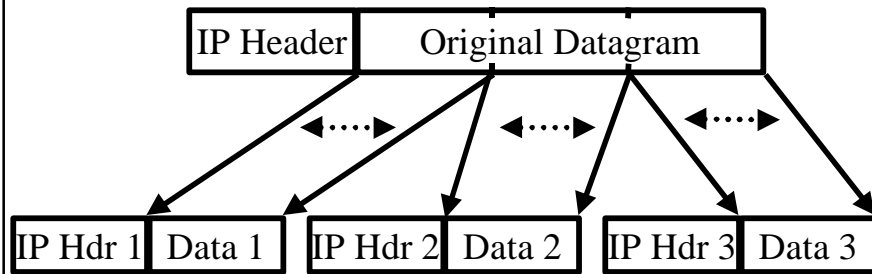 IP Header Original Datagram
IP Hdr 1 Data 1 IP Hdr 2 Data 2 IP Hdr 3 Data 3